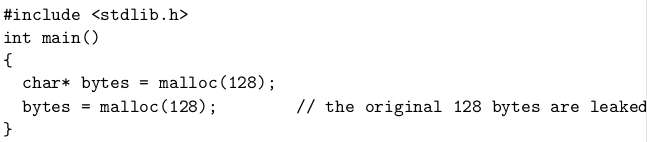 #include <stdlib.h>
int main()
{
  char* bytes = malloc(128);
  bytes = malloc(128);        // the original 128 bytes are leaked
}